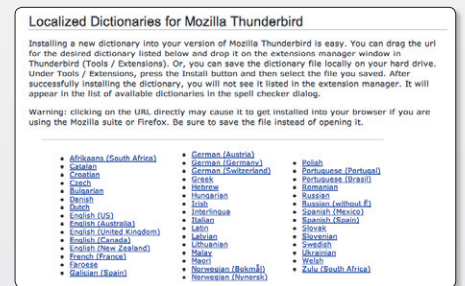 Localized Dictionaries for Mozilla Thunderbird
Installing a new dictionary into your version of Mozilla Thunderbird is easy. You can drag the url
for the desired dictionary listed below and drop it on the extensions manager window in
Thunderbird (Tools / Extensions). Or, you can save the dictionary file locally on your hard drive.
Under Tools / Extensions, press the Install button and then select the file you saved. After
successfully installing the dictionary, you will not see it listed in the extension manager. It will
appear in the list of available dictionaries in the spell checker dialog.
Warning: clicking on the URL directly may cause it to get installed into your browser if you are
using the Mozilla suite or Firefox. Be sure to save the file instead of opening it.
Afrikaans (South Africa)
Catalan
Croatian
Czech
Bulgarian
Danish
Dutch
English (US)
English (Australia)
English (United Kingdom)
English (Canada)
English (New Zealand)
French (France)
Faroese
Galician (Spain)
German (Austria)
German (Germany)
German (Switzerland)
Greek
Hebrew
Hungarian
Irish
Interlingua
Italian
Latin
Latvian
Lithuanian
Malay
Maori
Norwegian (Bokmål)
Norwegian (Nynorsk)
Polish
Portuguese (Portugal)
Portuguese (Brasil)
Romanian
Russian
Russian (without Ë)
Spanish (Mexico)
Spanish (Spain)
Slovak
Slovenian
Swedish
Ukrainian
Welsh
Zulu (South Africa)